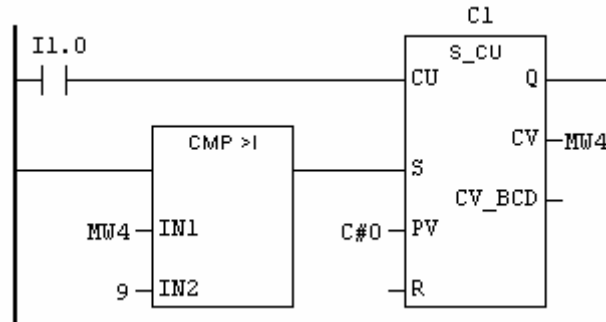 C1
I1.0
S_CU
CU Q
CMP >I
CV MW4
S
CV_BCD
MW4 IN1
C#0 PV
9 IN2
R